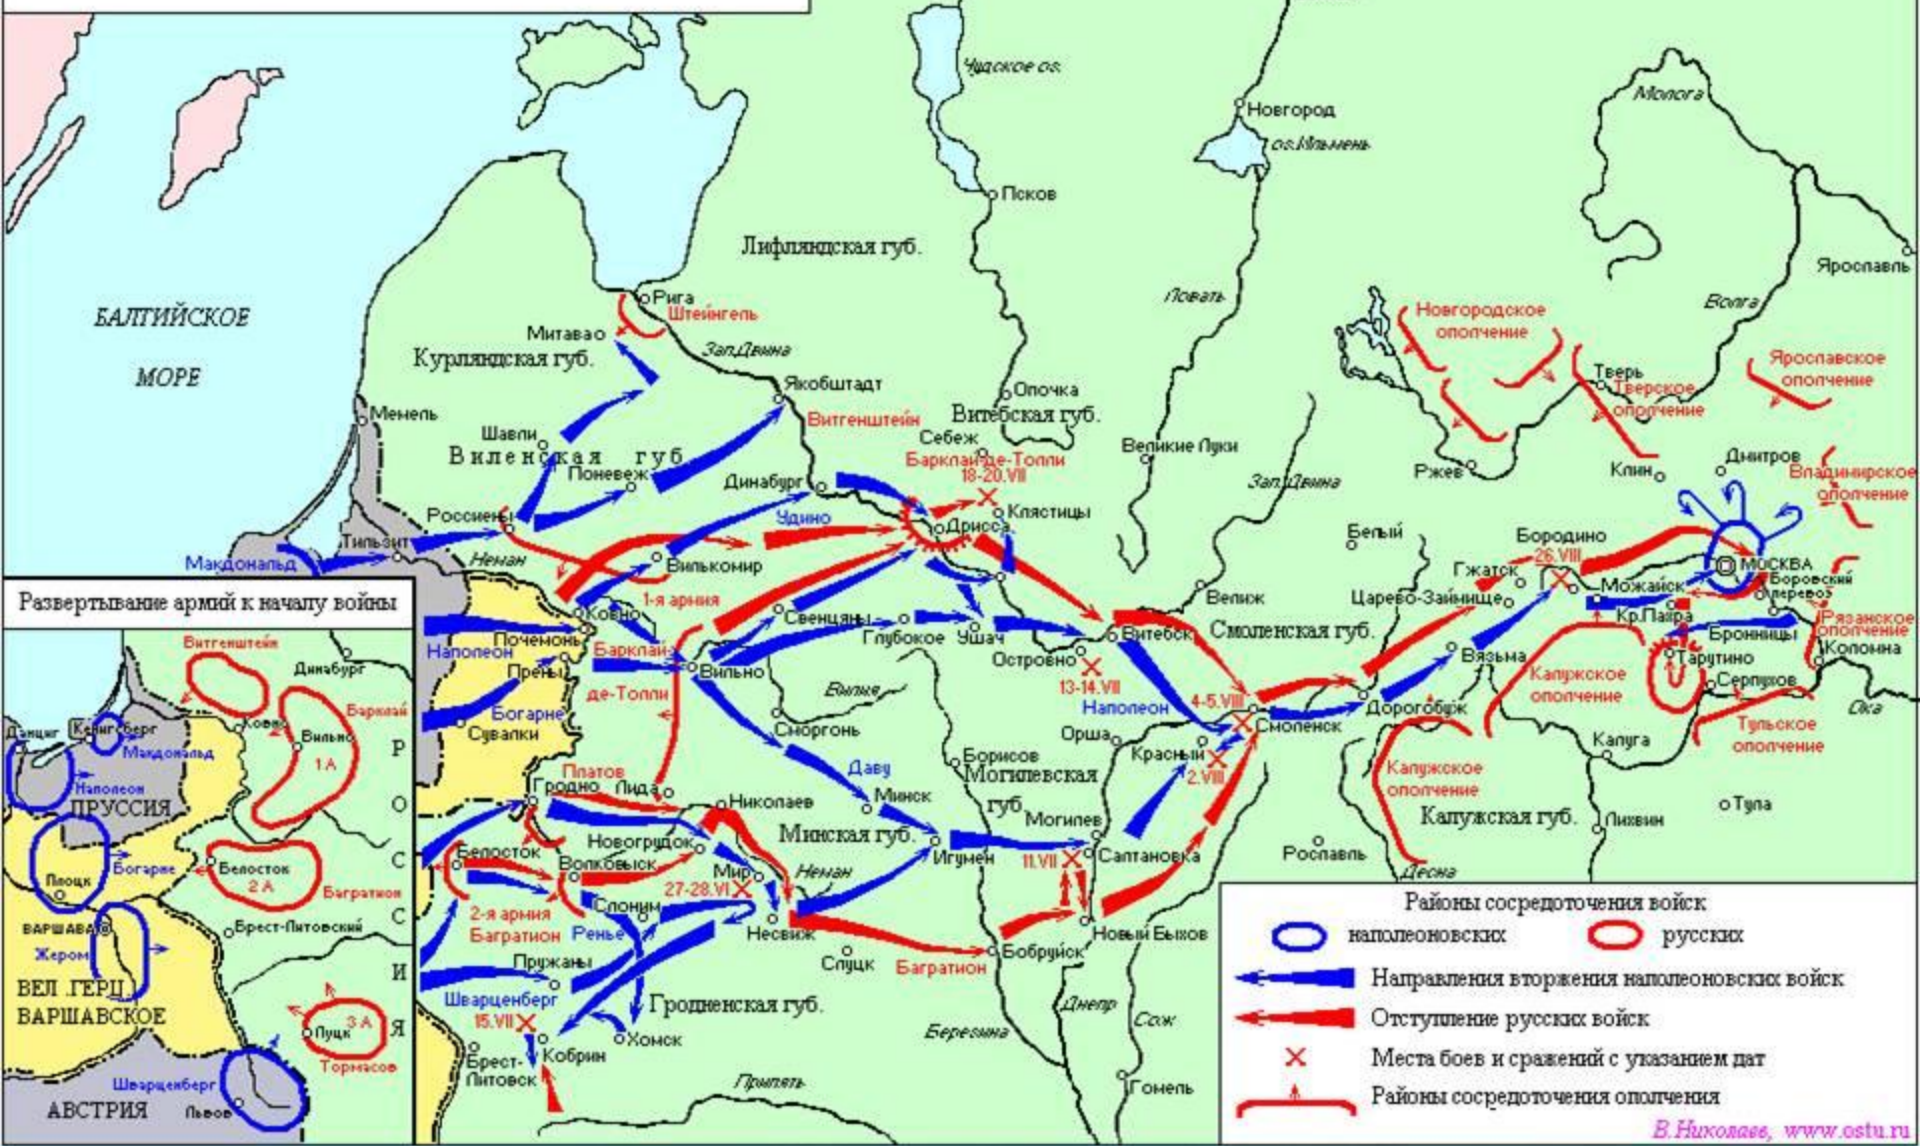 Чудское оз.
Новгород
оз.Ильмень
Молога
Псков
Лифляндская губ.
Ярославль
Ловать
Волга
БАЛТИЙСКОЕ
МОРЕ
Рига
Штейнгель
Митава
Курляндская губ.
Зап.Двина
Новгородское
ополчение
Ярославское
ополчение
Тверь
Тверское
ополчение
Якобштадт
Опочка
Витебская губ.
Мемель
Витгенштейн
Шавли
Виленская губ.
Себеж
Барклай-де-Толли
18-20.VII
Великие Луки
Поневеж
Динабург
Зап.Двина
Ржев
Клин
Дмитров
Владимирское
ополчение
Россиены
Удино
Дрисса
Клястицы
Тильзит
Неман
Белый
Бородино
26.VIII
Макдональд
Вилькомир
Гжатск
МОСКВА
Можайск
Боровский
перевоз
1-я армия
Велиж
Царево-Займище
Ковно
Свенцяны
Кр.Пахра
Рязанское
ополчение
Почемонь
Глубокое
Ушач
Витебск
Смоленская губ.
Бронницы
Наполеон
Барклай-
де-Толли
Вильно
Островно
Вязьма
Тарутино
Коломна
Прены
13-14.VII
Калужское
ополчение
Серпухов
Вилия
Богарне
Сувалки
Наполеон
4-5.VIII
Смоленск
Дорогобуж
Тульское
ополчение
Ока
Сморгонь
Орша
Красный
2.VIII
Калуга
Борисов
Могилевская
губ.
Платов
Гродно
Лида
Даву
Калужское
ополчение
Николаев
Минск
Тула
Минская губ.
Могилев
Калужская губ.
Лихвин
Новогрудок
Белосток
Волковыск
Игумен
11.VII
Салтановка
Рославль
Мир
Неман
27-28.VI
Десна
Слоним
2-я армия
Багратион
Ренье
Несвиж
Новый Быхов
Слуцк
Багратион
Бобруйск
Пружаны
Шварценберг
15.VII
Гродненская губ.
Днепр
Сож
Березина
Хомск
Кобрин
Брест-
Литовск
Припять
Гомель
Развертывание армий к началу войны
Витгенштейн
Динабург
Ковно
Барклай
Вильно
1 А
Данциг
Кенигсберг
Макдональд
Наполеон
ПРУССИЯ
Р
О
С
С
И
Я
Богарне
Белосток
2 А
Багратион
Плоцк
ВАРШАВА
Брест-Литовский
Жером
ВЕЛ .ГЕРЦ.
ВАРШАВСКОЕ
Луцк
3 А
Тормасов
Шварценберг
Львов
АВСТРИЯ
Районы сосредоточения войск
наполеоновских
русских
Направления вторжения наполеоновских войск
Отступление русских войск
Места боев и сражений с указанием дат
Районы сосредоточения ополчения
В.Николаев, www.ostu.ru